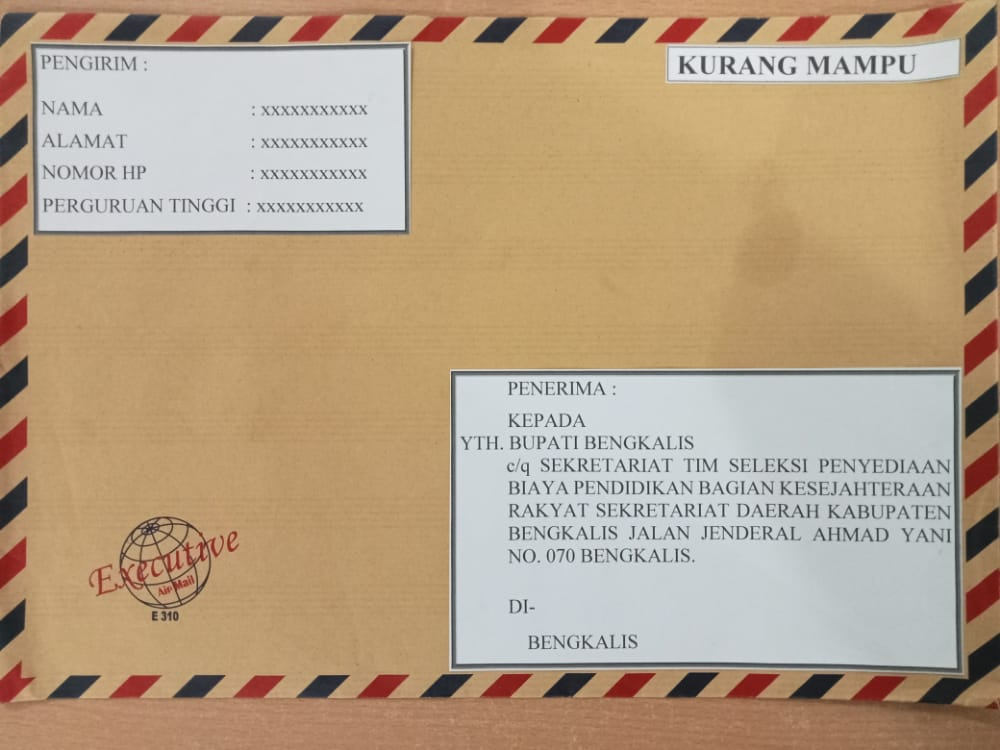 PENGIRIM :
NAMA : xxxxxxxxxxx
ALAMAT : xxxxxxxxxxx
NOMOR HP : xxxxxxxxxxx
PERGURUAN TINGGI : xxxxxxxxxxx
KURANG MAMPU
PENERIMA :
KEPADA
YTH. BUPATI BENGKALIS
c/q SEKRETARIAT TIM SELEKSI PENYEDIAAN
BIAYA PENDIDIKAN BAGIAN KESEJAHTERAAN
RAKYAT SEKRETARIAT DAERAH KABUPATEN
BENGKALIS JALAN JENDERAL AHMAD YANI
NO. 070 BENGKALIS.
DI-
BENGKALIS
Executive
Air Mail
E 310